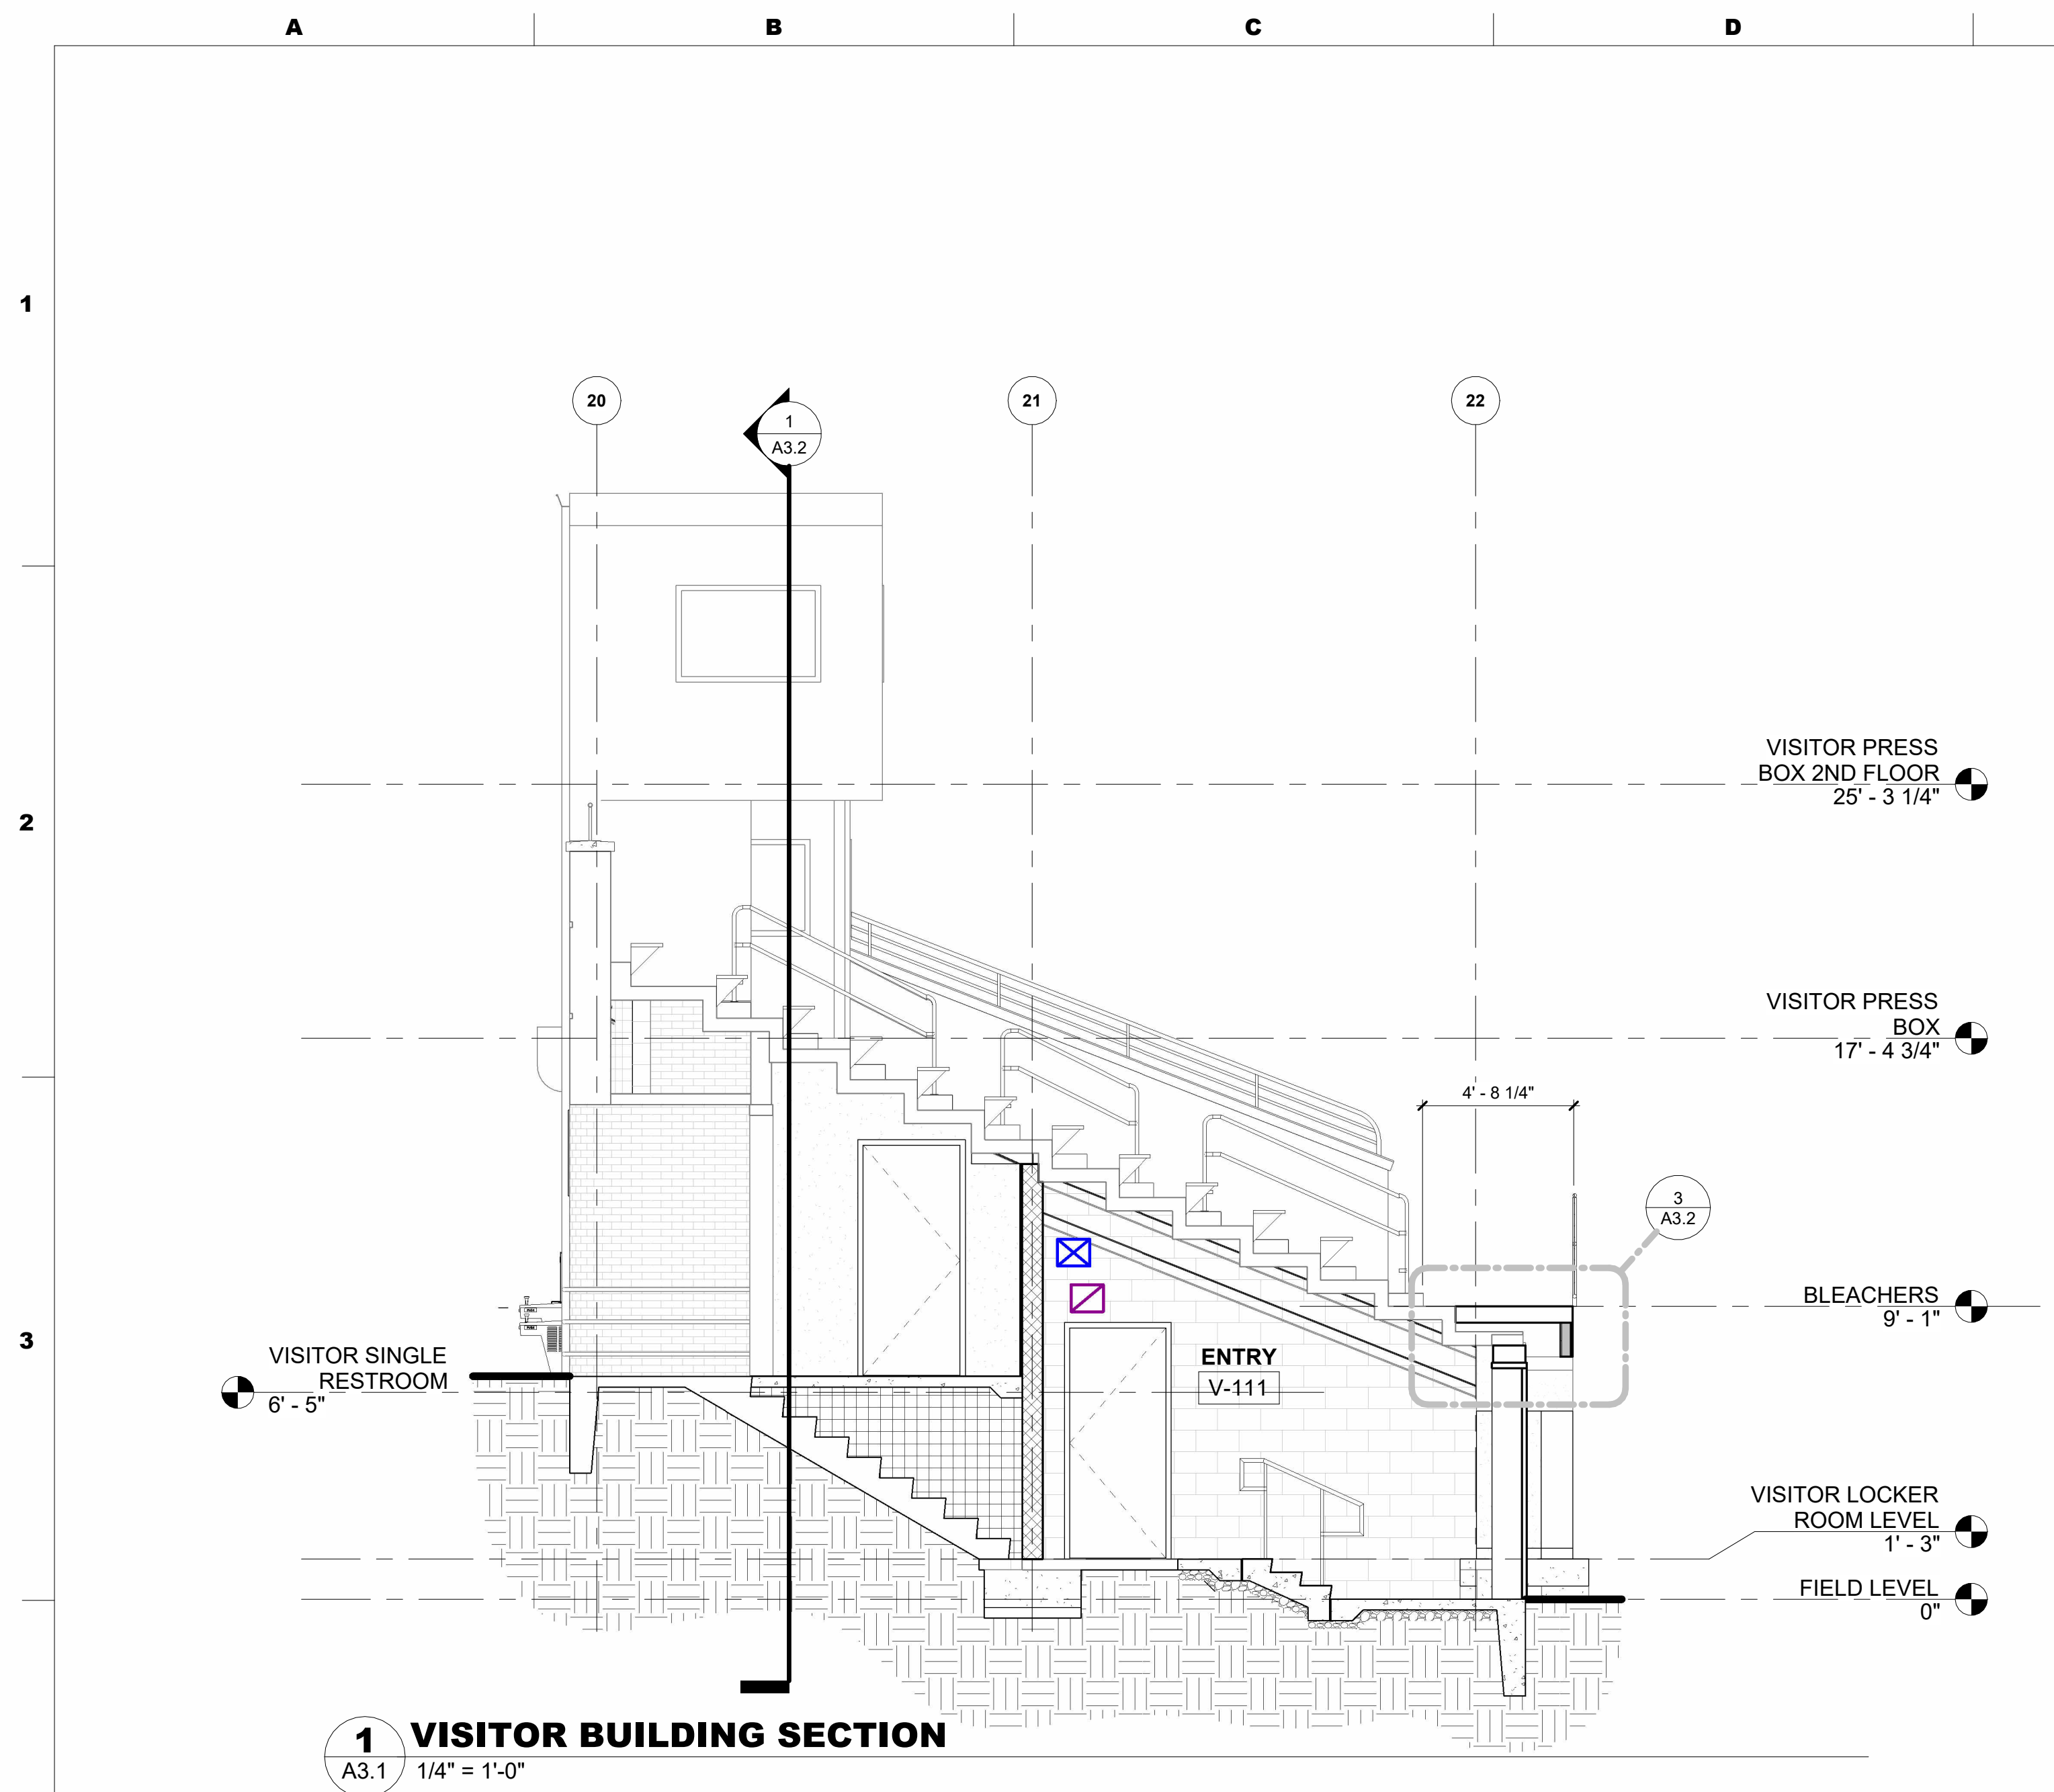 A B C D
1
20 21 22
1
A3.2
VISITOR PRESS
BOX 2ND FLOOR
25' - 3 1/4"
2
VISITOR PRESS
BOX
17' - 4 3/4"
4' - 8 1/4"
3
A3.2
BLEACHERS
9' - 1"
3
VISITOR SINGLE
RESTROOM
6' - 5"
ENTRY
V-111
VISITOR LOCKER
ROOM LEVEL
1' - 3"
FIELD LEVEL
0"
1 VISITOR BUILDING SECTION
A3.1 1/4" = 1'-0"